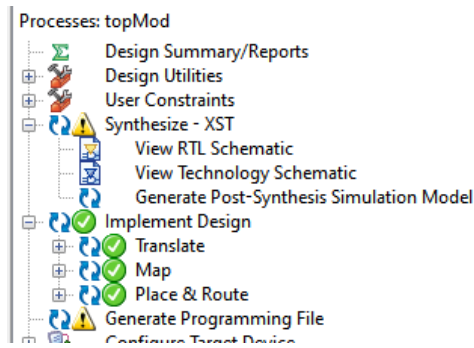 Processes: topMod
Design Summary/Reports
Design Utilities
User Constraints
Synthesize - XST
View RTL Schematic
View Technology Schematic
Generate Post-Synthesis Simulation Model
Implement Design
Translate
Map
Place & Route
Generate Programming File
Configure Target Device